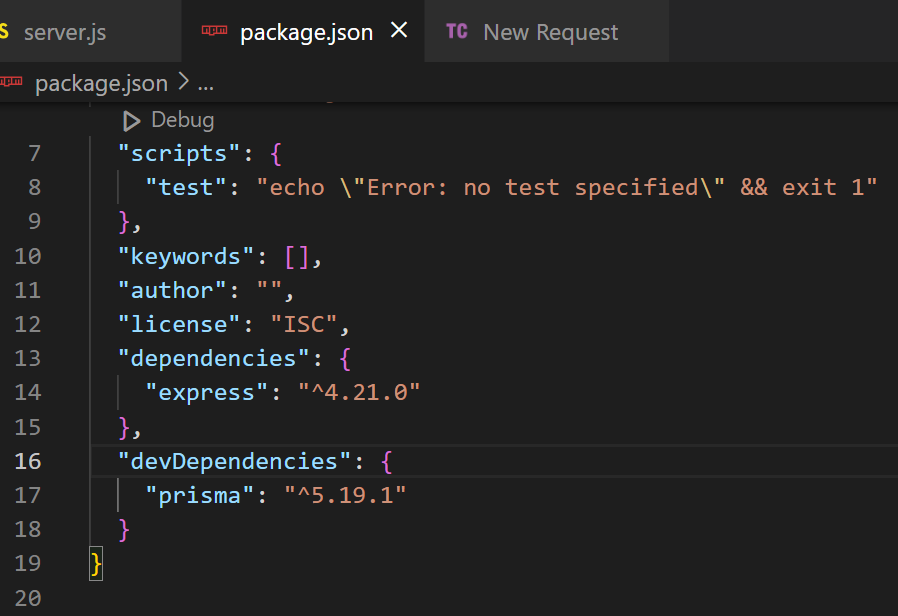 server.js package.json New Request
package.json > ...
Debug
7 "scripts": {
8 "test": "echo \"Error: no test specified\" && exit 1"
9 },
10 "keywords": [],
11 "author": "",
12 "license": "ISC",
13 "dependencies": {
14 "express": "^4.21.0"
15 },
16 "devDependencies": {
17 "prisma": "^5.19.1"
18 }
19 }
20